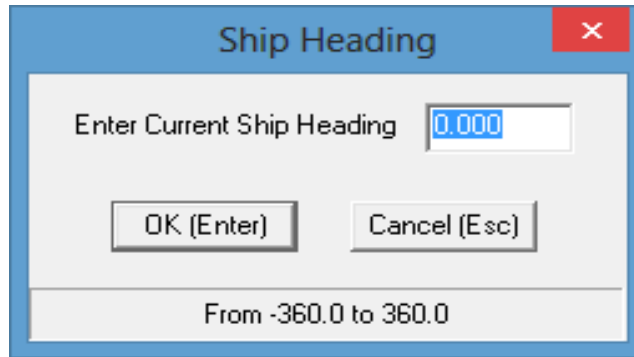 Ship Heading
Enter Current Ship Heading 0.000
OK (Enter) Cancel (Esc)
From -360.0 to 360.0